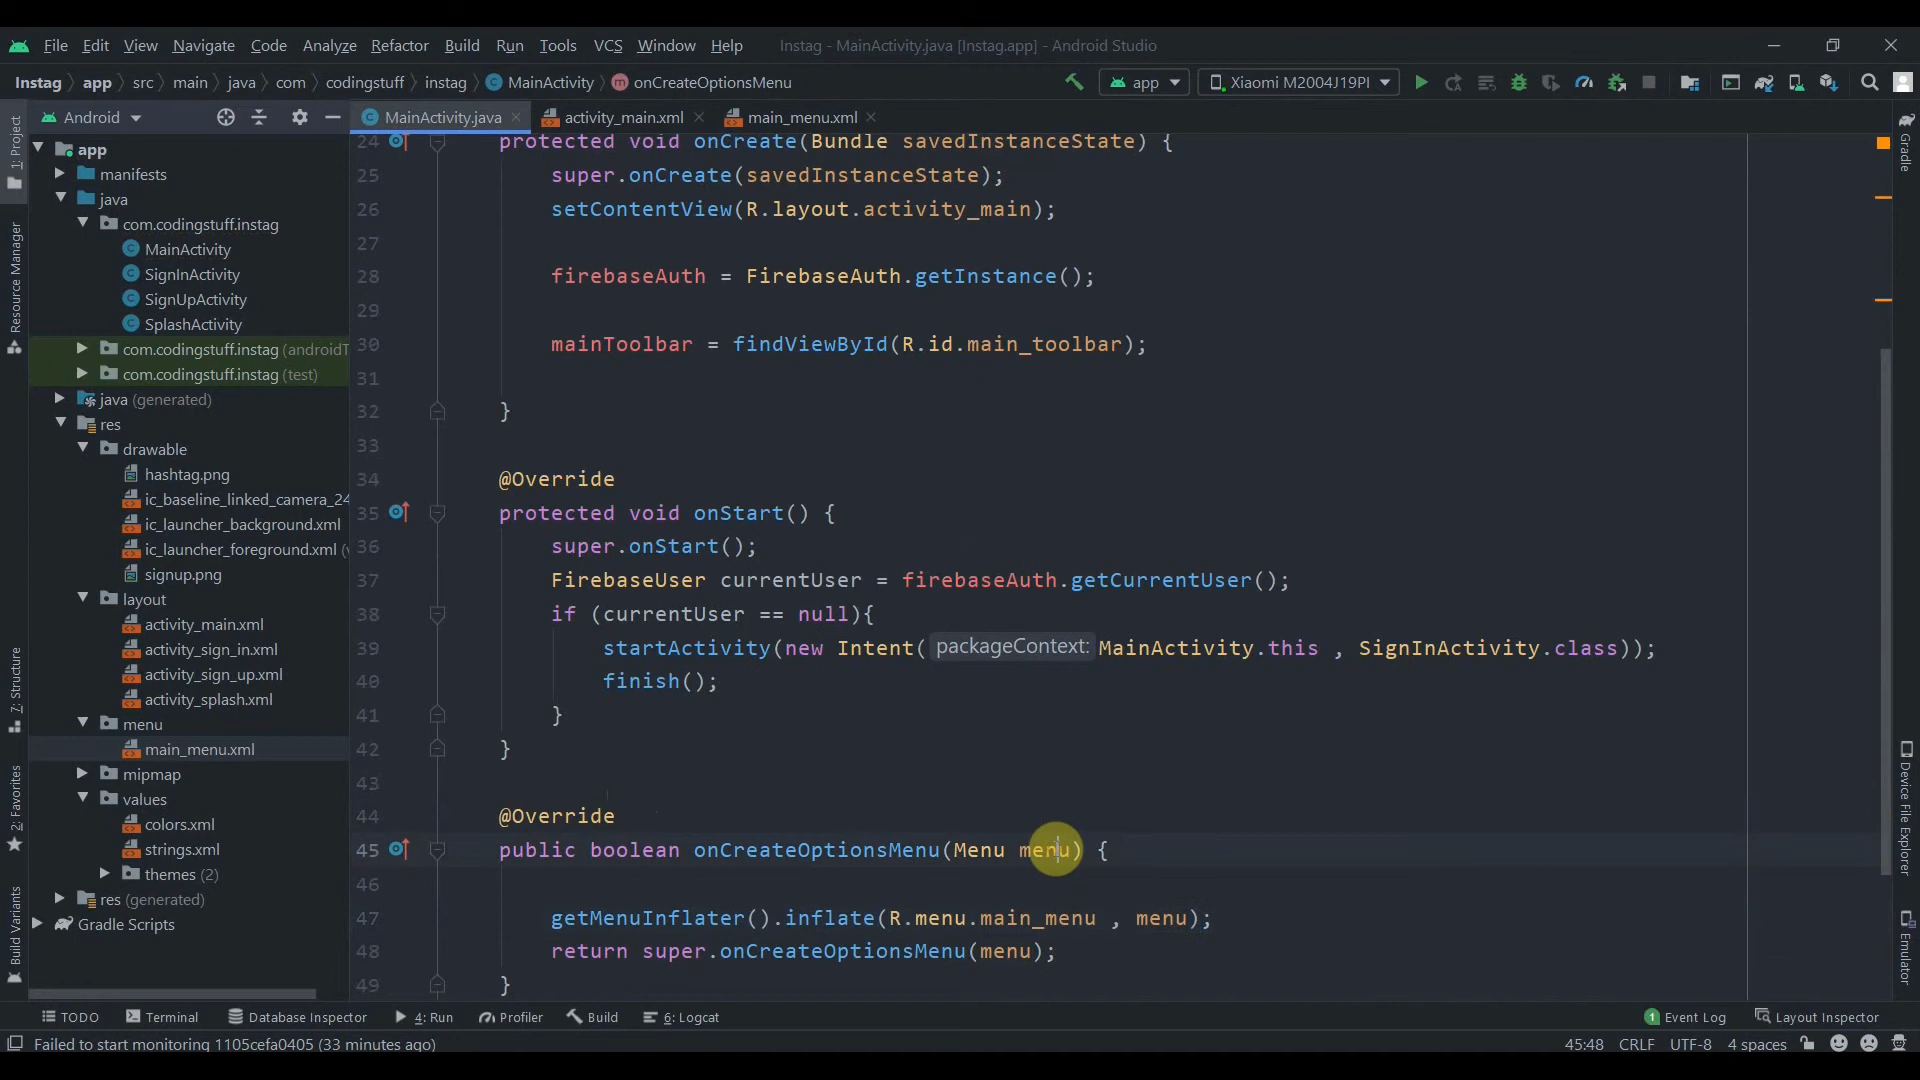 File Edit View Navigate Code Analyze Refactor Build Run Tools VCS Window Help Instag - MainActivity.java [Instag.app] - Android Studio
Instag app src main java com codingstuff instag MainActivity onCreateOptionsMenu app Xiaomi M2004J19PI
Android MainActivity.java activity_main.xml main_menu.xml
1: Project
Resource Manager
7: Structure
2: Favorites
Build Variants
app
manifests
java
com.codingstuff.instag
MainActivity
SignInActivity
SignUpActivity
SplashActivity
com.codingstuff.instag (androidT
com.codingstuff.instag (test)
java (generated)
res
drawable
hashtag.png
ic_baseline_linked_camera_24
ic_launcher_background.xml
ic_launcher_foreground.xml (v
signup.png
layout
activity_main.xml
activity_sign_in.xml
activity_sign_up.xml
activity_splash.xml
menu
main_menu.xml
mipmap
values
colors.xml
strings.xml
themes (2)
res (generated)
Gradle Scripts
24 protected void onCreate(Bundle savedInstanceState) {
25 super.onCreate(savedInstanceState);
26 setContentView(R.layout.activity_main);
27
28 firebaseAuth = FirebaseAuth.getInstance();
29
30 mainToolbar = findViewById(R.id.main_toolbar);
31
32 }
33
34 @Override
35 protected void onStart() {
36 super.onStart();
37 FirebaseUser currentUser = firebaseAuth.getCurrentUser();
38 if (currentUser == null){
39 startActivity(new Intent( packageContext: MainActivity.this , SignInActivity.class));
40 finish();
41 }
42 }
43
44 @Override
45 public boolean onCreateOptionsMenu(Menu menu) {
46
47 getMenuInflater().inflate(R.menu.main_menu , menu);
48 return super.onCreateOptionsMenu(menu);
49 }
Gradle
Device File Explorer
Emulator
TODO Terminal Database Inspector 4: Run Profiler Build 6: Logcat 1 Event Log Layout Inspector
Failed to start monitoring 1105cefa0405 (33 minutes ago) 45:48 CRLF UTF-8 4 spaces